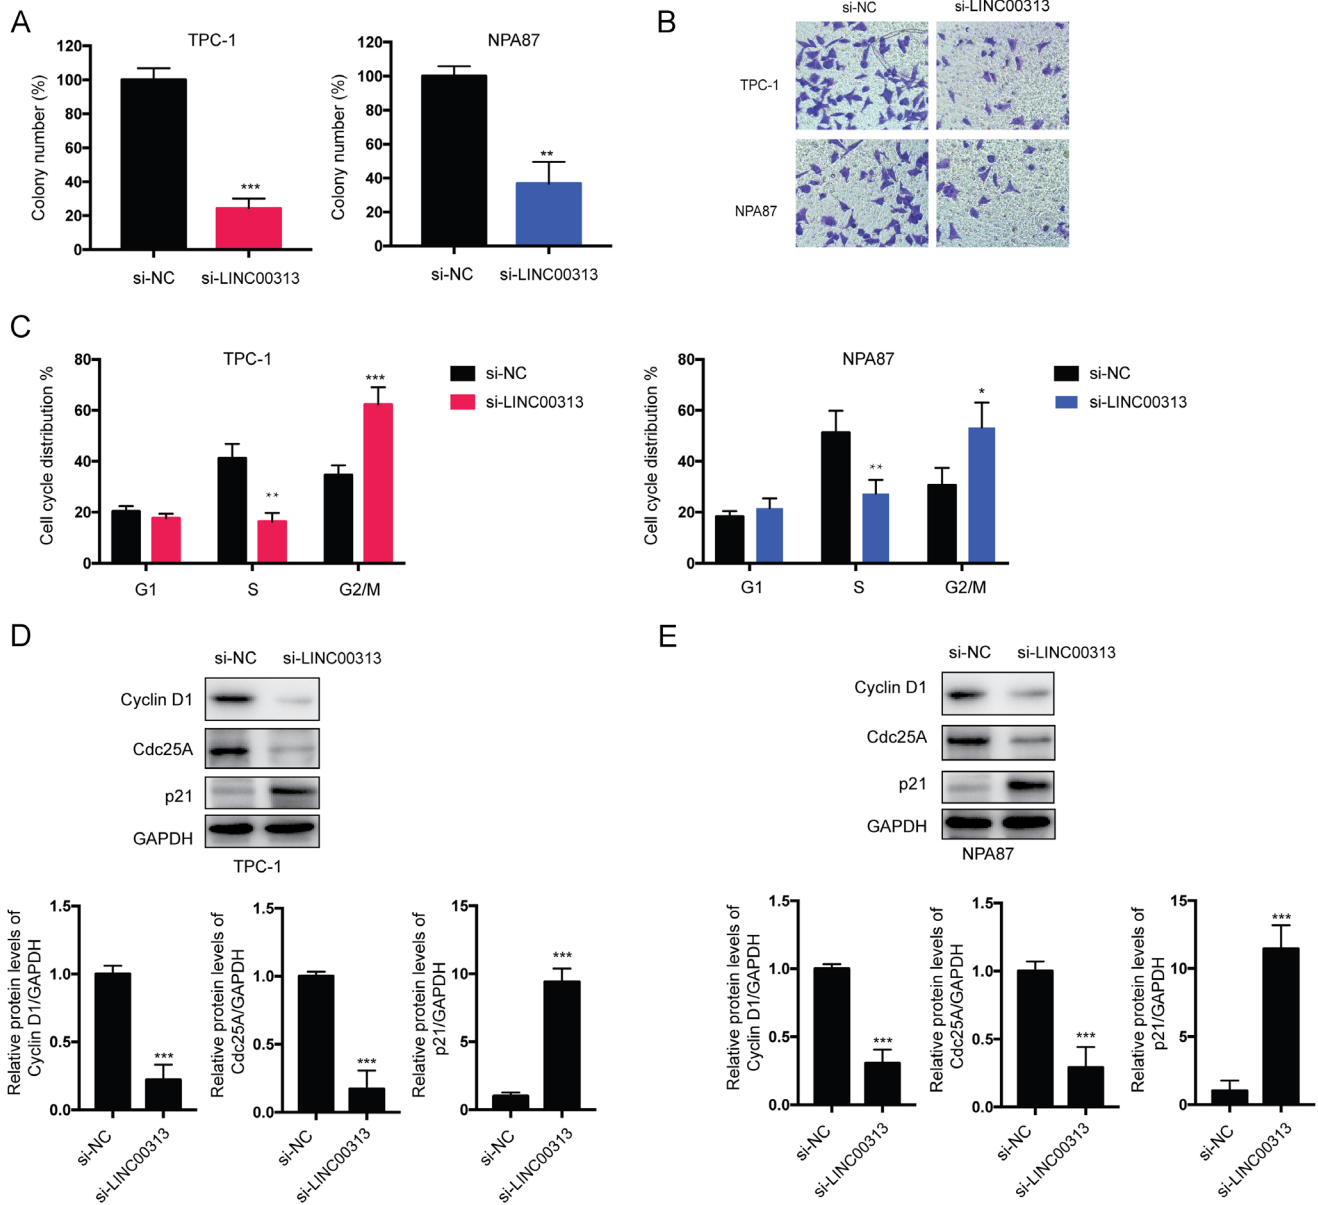 A
TPC-1
Colony number (%)
120
100
80
60
40
20
0
***
si-NC
si-LINC00313
NPA87
Colony number (%)
120
100
80
60
40
20
0
**
si-NC
si-LINC00313
B
si-NC
si-LINC00313
TPC-1
NPA87
C
TPC-1
Cell cycle distribution %
80
60
40
20
0
**
***
G1
S
G2/M
si-NC
si-LINC00313
NPA87
Cell cycle distribution %
80
60
40
20
0
**
*
G1
S
G2/M
si-NC
si-LINC00313
D
si-NC
si-LINC00313
Cyclin D1
Cdc25A
p21
GAPDH
TPC-1
Relative protein levels of
Cyclin D1/GAPDH
1.5
1.0
0.5
0.0
***
si-NC
si-LINC00313
Relative protein levels of
Cdc25A/GAPDH
1.5
1.0
0.5
0.0
***
si-NC
si-LINC00313
Relative protein levels of
p21/GAPDH
15
10
5
0
***
si-NC
si-LINC00313
E
si-NC
si-LINC00313
Cyclin D1
Cdc25A
p21
GAPDH
NPA87
Relative protein levels of
Cyclin D1/GAPDH
1.5
1.0
0.5
0.0
***
si-NC
si-LINC00313
Relative protein levels of
Cdc25A/GAPDH
1.5
1.0
0.5
0.0
***
si-NC
si-LINC00313
Relative protein levels of
p21/GAPDH
15
10
5
0
***
si-NC
si-LINC00313